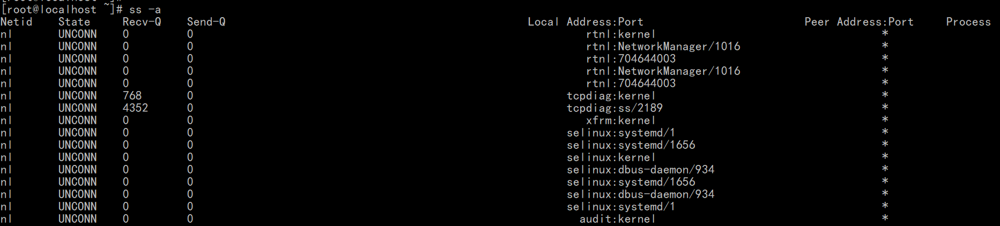 [root@localhost ~]#
[root@localhost ~]# ss -a
Netid State Recv-Q Send-Q Local Address:Port Peer Address:Port Process
nl UNCONN 0 0 rtnl:kernel *
nl UNCONN 0 0 rtnl:NetworkManager/1016 *
nl UNCONN 0 0 rtnl:704644003 *
nl UNCONN 0 0 rtnl:NetworkManager/1016 *
nl UNCONN 0 0 rtnl:704644003 *
nl UNCONN 768 0 tcpdiag:kernel *
nl UNCONN 4352 0 tcpdiag:ss/2189 *
nl UNCONN 0 0 xfrm:kernel *
nl UNCONN 0 0 selinux:systemd/1 *
nl UNCONN 0 0 selinux:systemd/1656 *
nl UNCONN 0 0 selinux:kernel *
nl UNCONN 0 0 selinux:dbus-daemon/934 *
nl UNCONN 0 0 selinux:systemd/1656 *
nl UNCONN 0 0 selinux:dbus-daemon/934 *
nl UNCONN 0 0 selinux:systemd/1 *
nl UNCONN 0 0 audit:kernel *